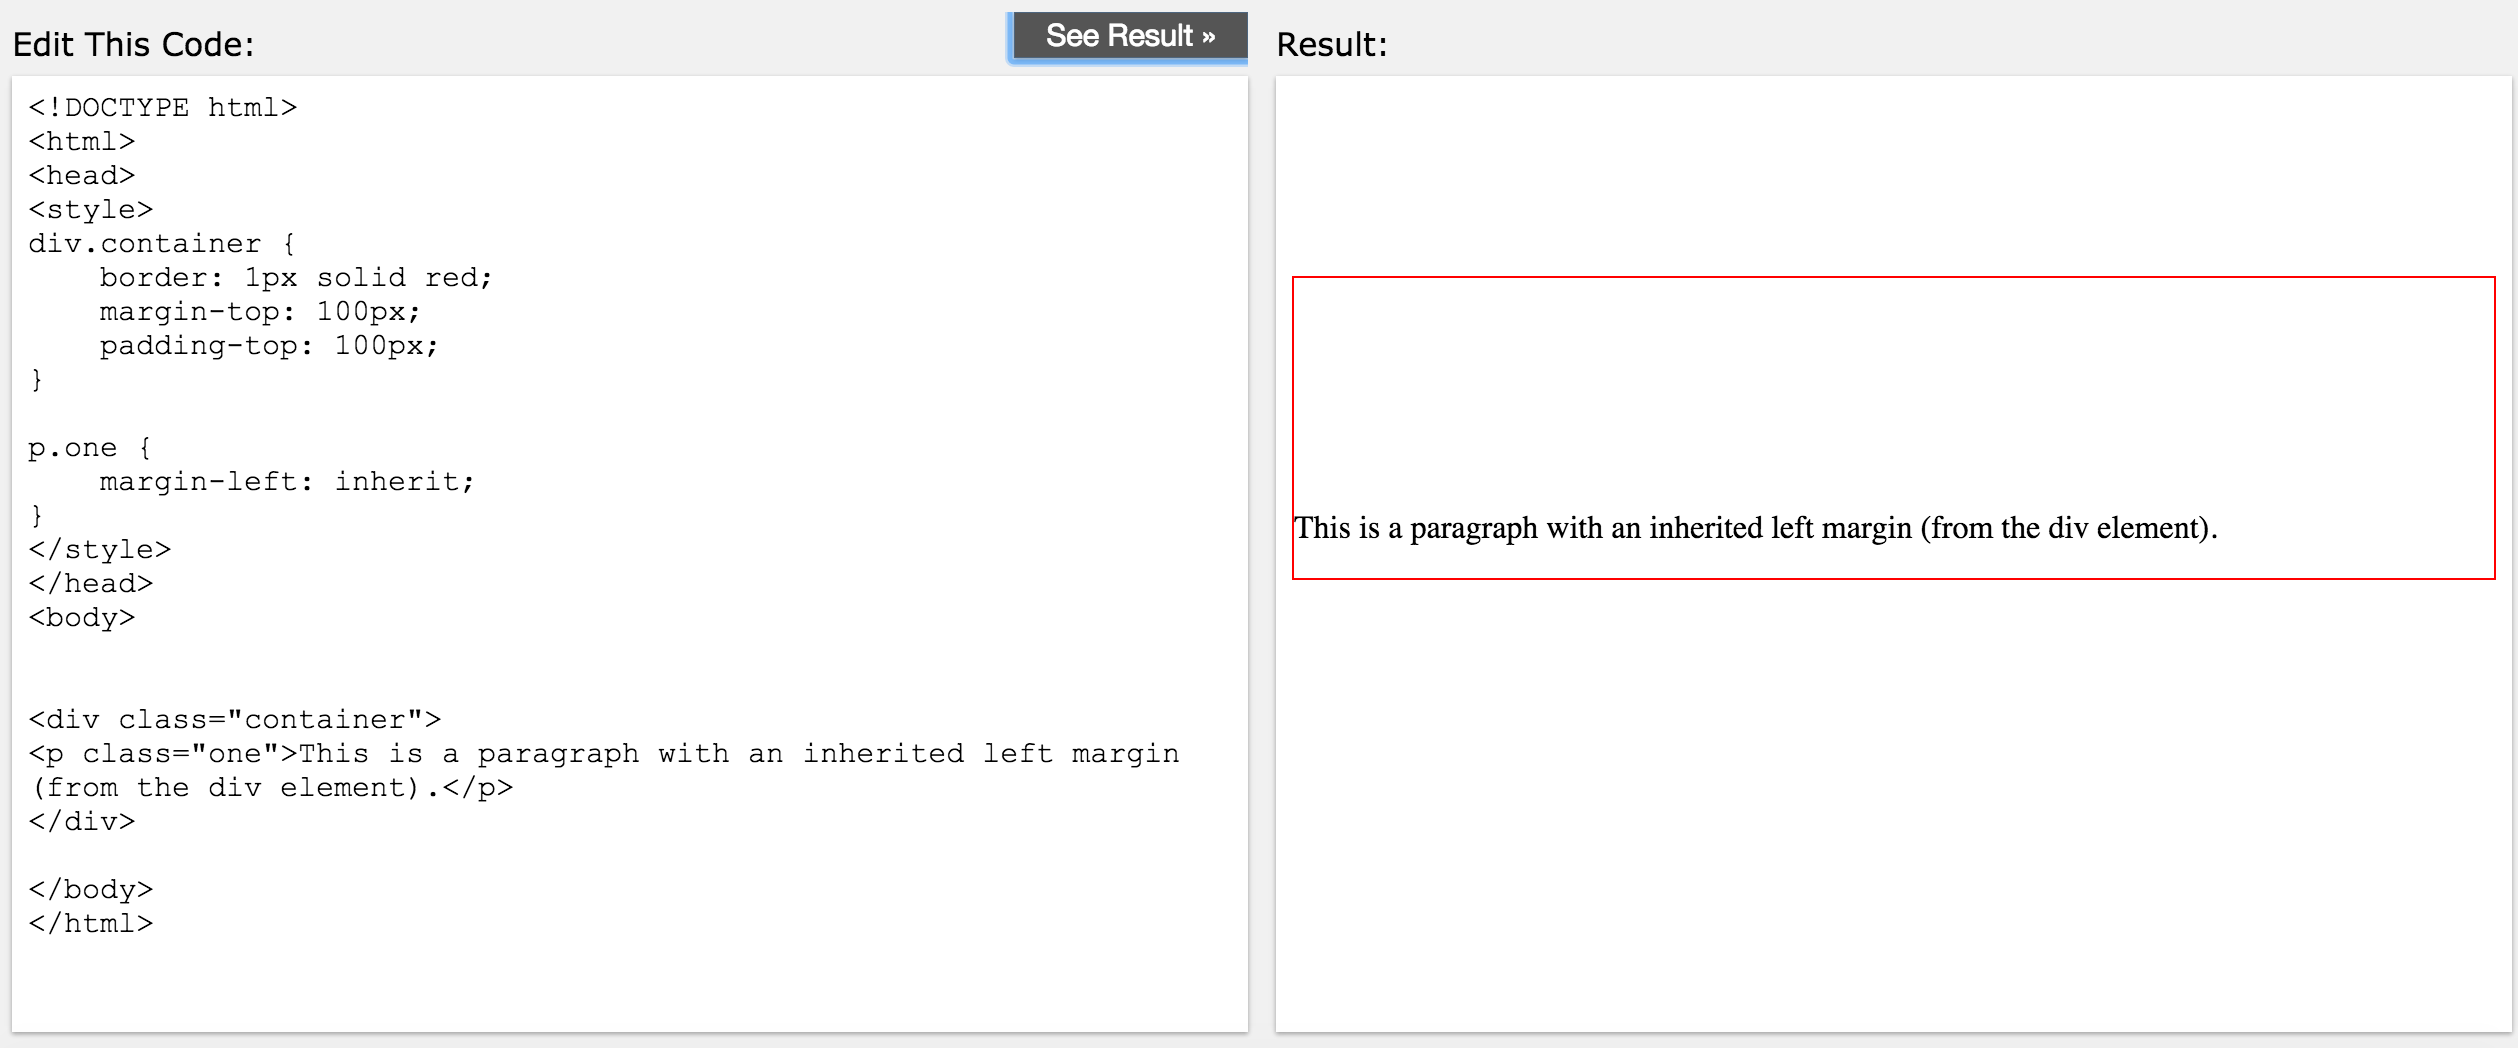 Edit This Code:
See Result »
Result:
<!DOCTYPE html>
<html>
<head>
<style>
div.container {
    border: 1px solid red;
    margin-top: 100px;
    padding-top: 100px;
}
p.one {
    margin-left: inherit;
}
</style>
</head>
<body>
<div class="container">
<p class="one">This is a paragraph with an inherited left margin
(from the div element).</p>
</div>
</body>
</html>
This is a paragraph with an inherited left margin (from the div element).